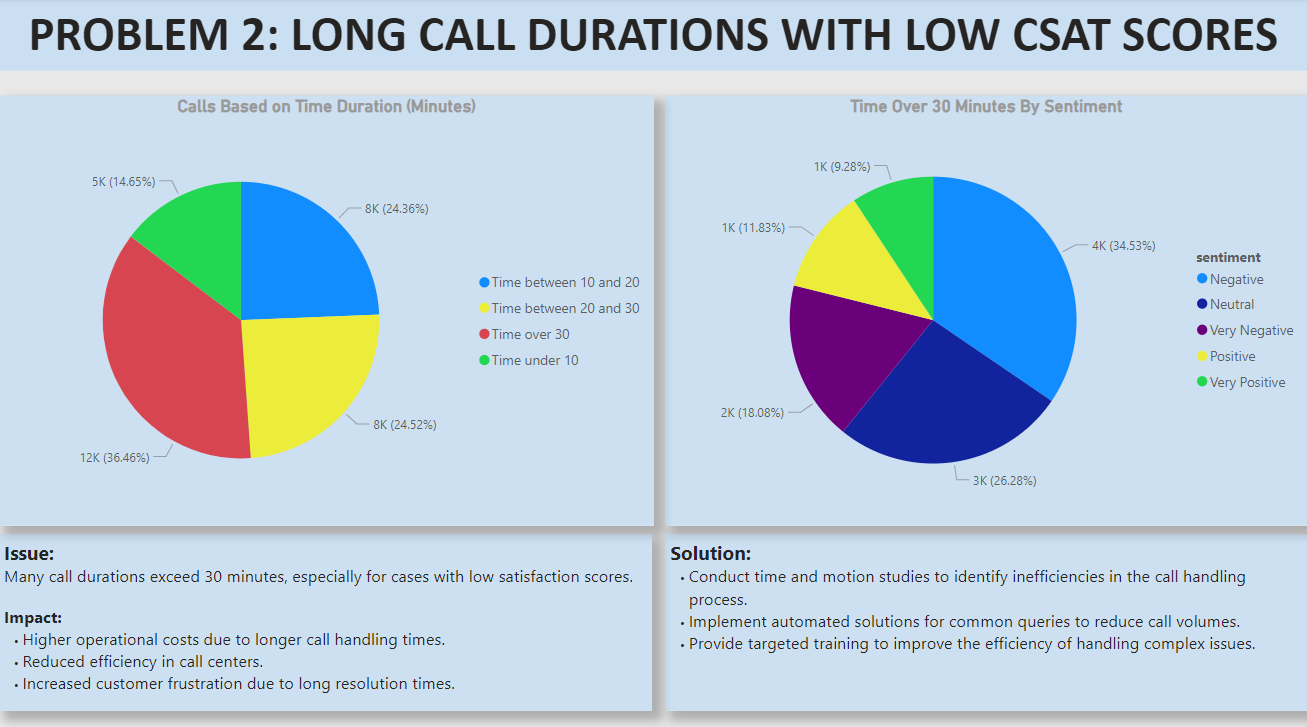 PROBLEM 2: LONG CALL DURATIONS WITH LOW CSAT SCORES
Calls Based on Time Duration (Minutes)
5K (14.65%)
8K (24.36%)
8K (24.52%)
12K (36.46%)
Time between 10 and 20
Time between 20 and 30
Time over 30
Time under 10
Time Over 30 Minutes By Sentiment
1K (9.28%)
1K (11.83%)
4K (34.53%)
2K (18.08%)
3K (26.28%)
sentiment
Negative
Neutral
Very Negative
Positive
Very Positive
Issue:
Many call durations exceed 30 minutes, especially for cases with low satisfaction scores.
Impact:
• Higher operational costs due to longer call handling times.
• Reduced efficiency in call centers.
• Increased customer frustration due to long resolution times.
Solution:
• Conduct time and motion studies to identify inefficiencies in the call handling
process.
• Implement automated solutions for common queries to reduce call volumes.
• Provide targeted training to improve the efficiency of handling complex issues.